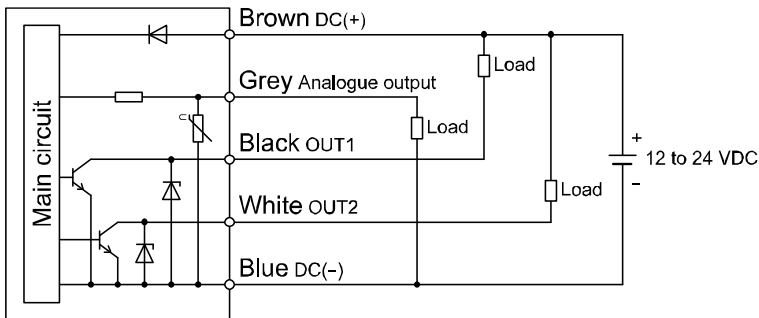 Brown DC(+)
Main circuit
Grey Analogue output
Load
Load
Black OUT1
+
12 to 24 VDC
−
Load
White OUT2
Blue DC(−)